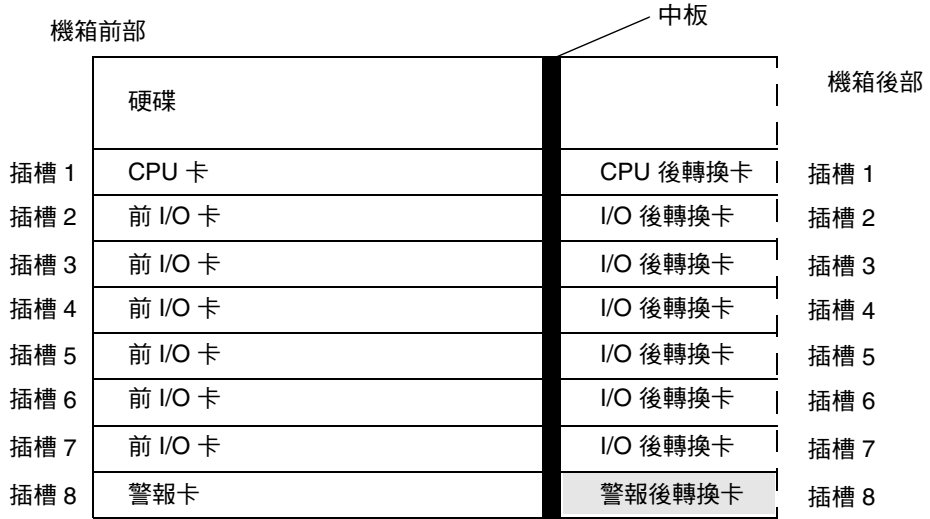 中板
機箱前部
機箱後部
硬碟
插槽 1 CPU 卡 CPU 後轉換卡 插槽 1
插槽 2 前 I/O 卡 I/O 後轉換卡 插槽 2
插槽 3 前 I/O 卡 I/O 後轉換卡 插槽 3
插槽 4 前 I/O 卡 I/O 後轉換卡 插槽 4
插槽 5 前 I/O 卡 I/O 後轉換卡 插槽 5
插槽 6 前 I/O 卡 I/O 後轉換卡 插槽 6
插槽 7 前 I/O 卡 I/O 後轉換卡 插槽 7
插槽 8 警報卡 警報後轉換卡 插槽 8